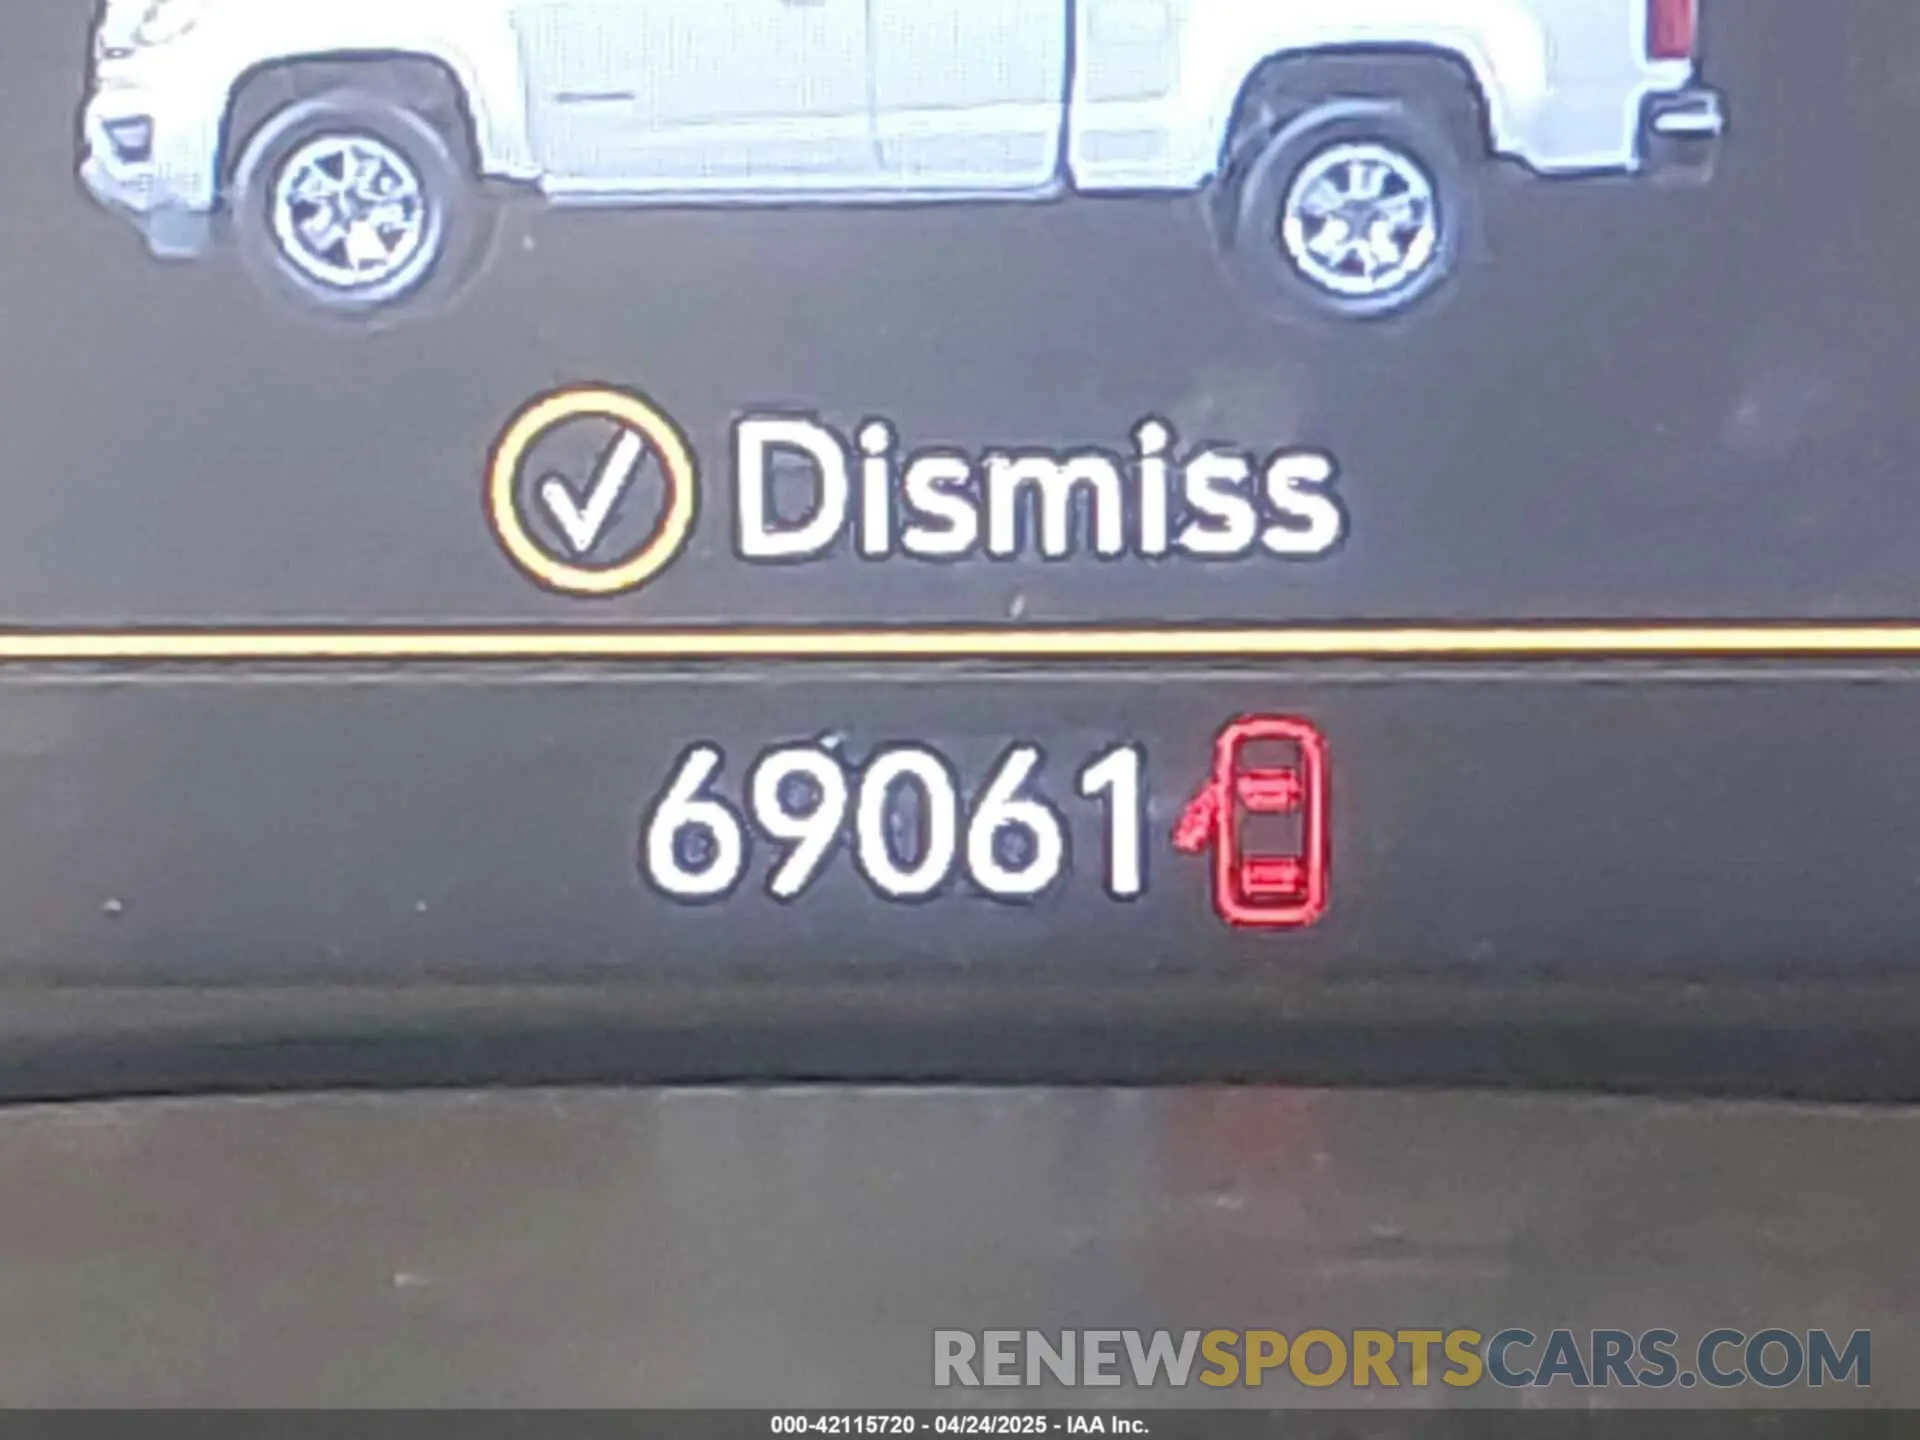 Dismiss
69061
RENEWSPORTSCARS.COM
000-42115720 - 04/24/2025 - IAA Inc.